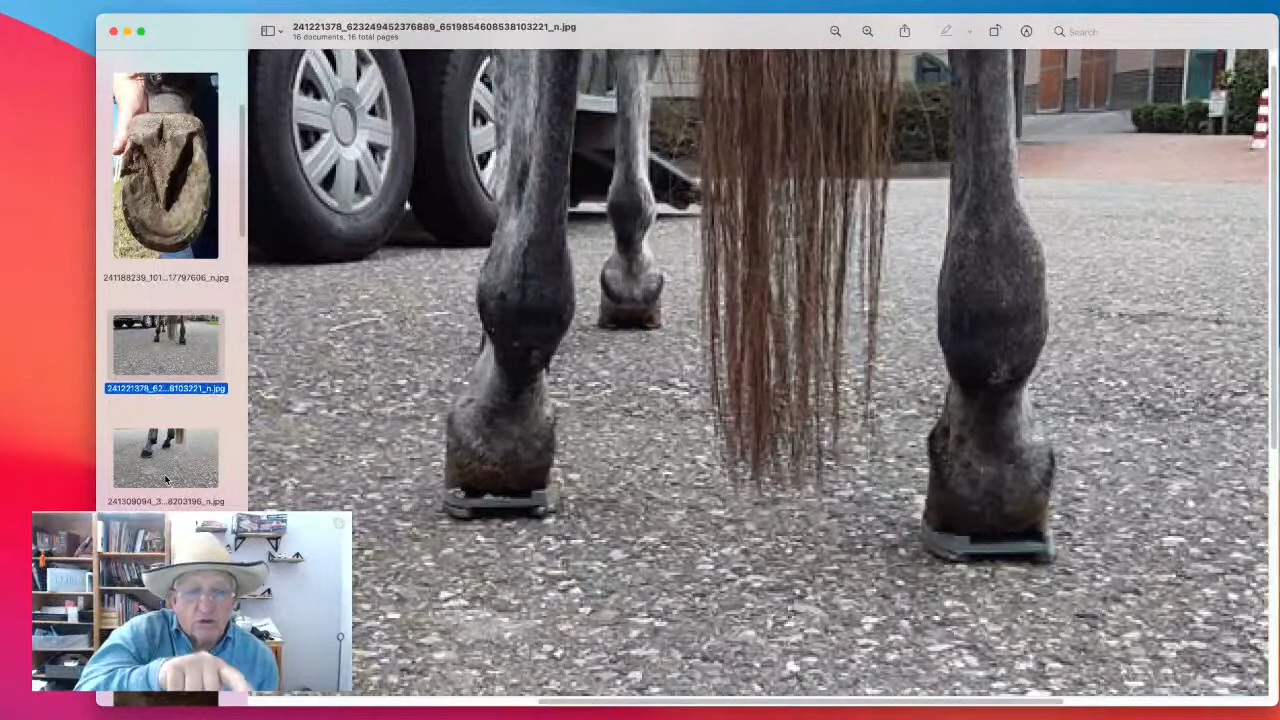 241221378_623249452376889_6519854608538103221_n.jpg
16 documents, 16 total pages
Search
241188239_101...17797606_n.jpg
241221378_62...8103221_n.jpg
241309094_3...8203196_n.jpg